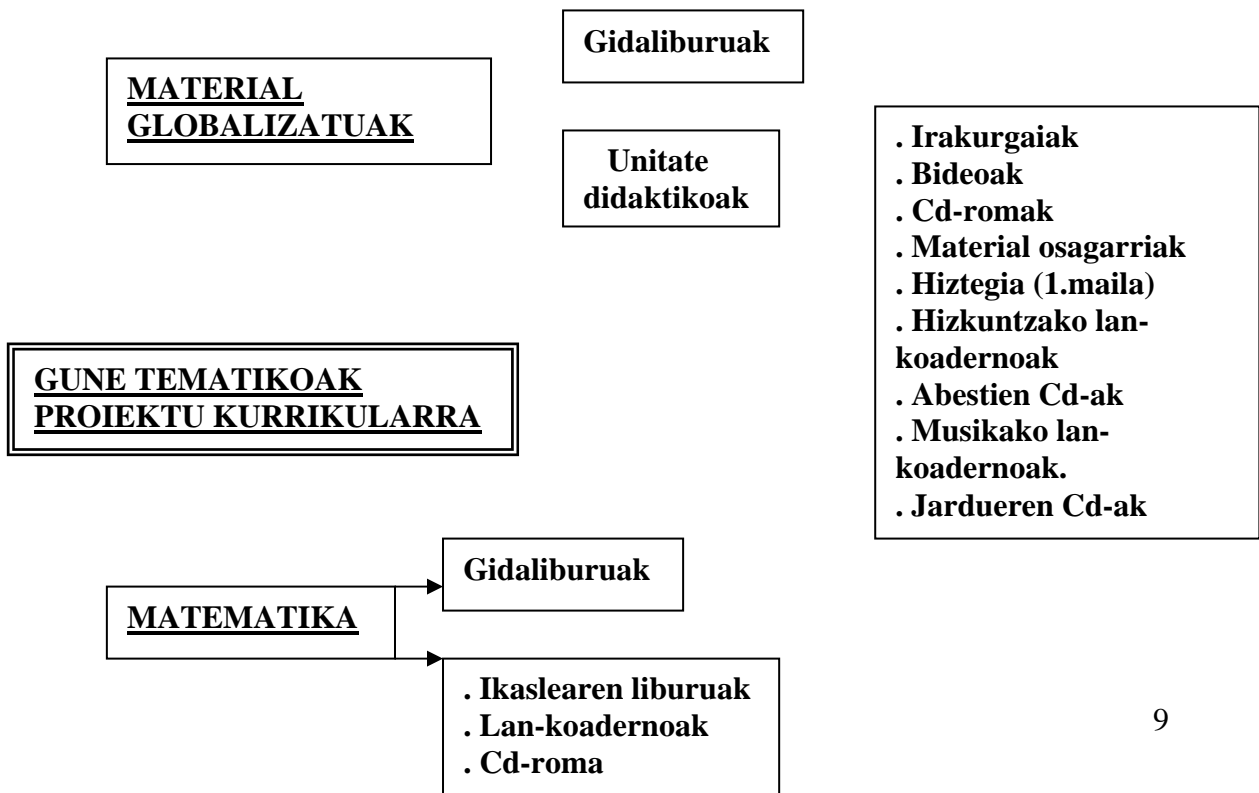 Gidaliburuak
MATERIAL
GLOBALIZATUAK
Unitate
didaktikoak
. Irakurgaiak
. Bideoak
. Cd-romak
. Material osagarriak
. Hiztegia (1.maila)
. Hizkuntzako lan-
koadernoak
. Abestien Cd-ak
. Musikako lan-
koadernoak.
. Jardueren Cd-ak
GUNE TEMATIKOAK
PROIEKTU KURRIKULARRA
Gidaliburuak
MATEMATIKA
. Ikaslearen liburuak
. Lan-koadernoak
. Cd-roma
9